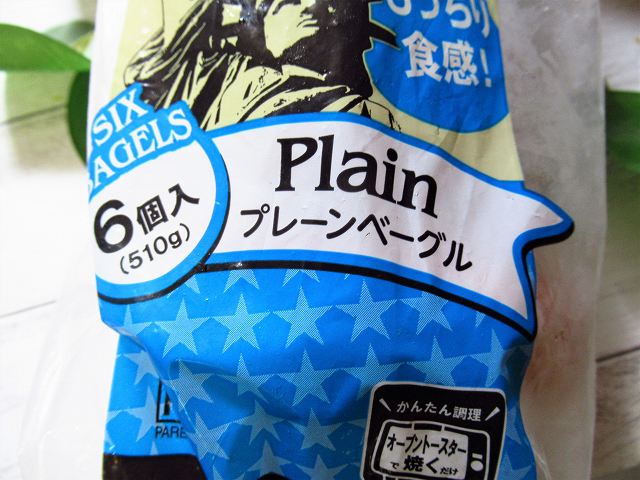 もっちり
食感!
SIX
BAGELS
6個入
(510g)
Plain
プレーンベーグル
かんたん調理
オーブントースター
で焼くだけ